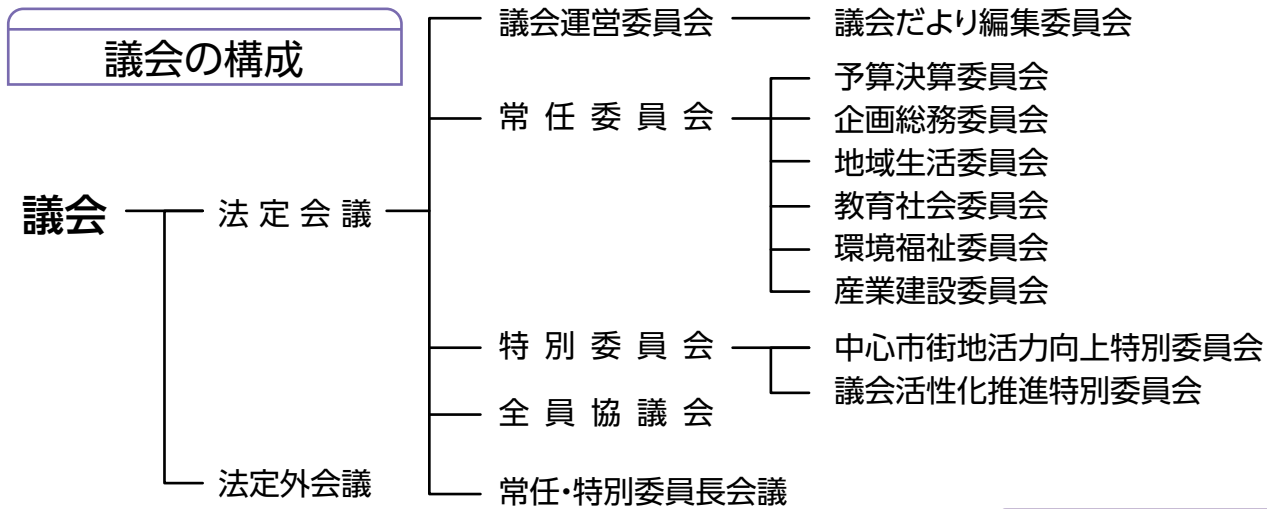 議会の構成
議会
法定会議
法定外会議
議会運営委員会
常任委員会
特別委員会
全員協議会
常任・特別委員長会議
議会だより編集委員会
予算決算委員会
企画総務委員会
地域生活委員会
教育社会委員会
環境福祉委員会
産業建設委員会
中心市街地活力向上特別委員会
議会活性化推進特別委員会